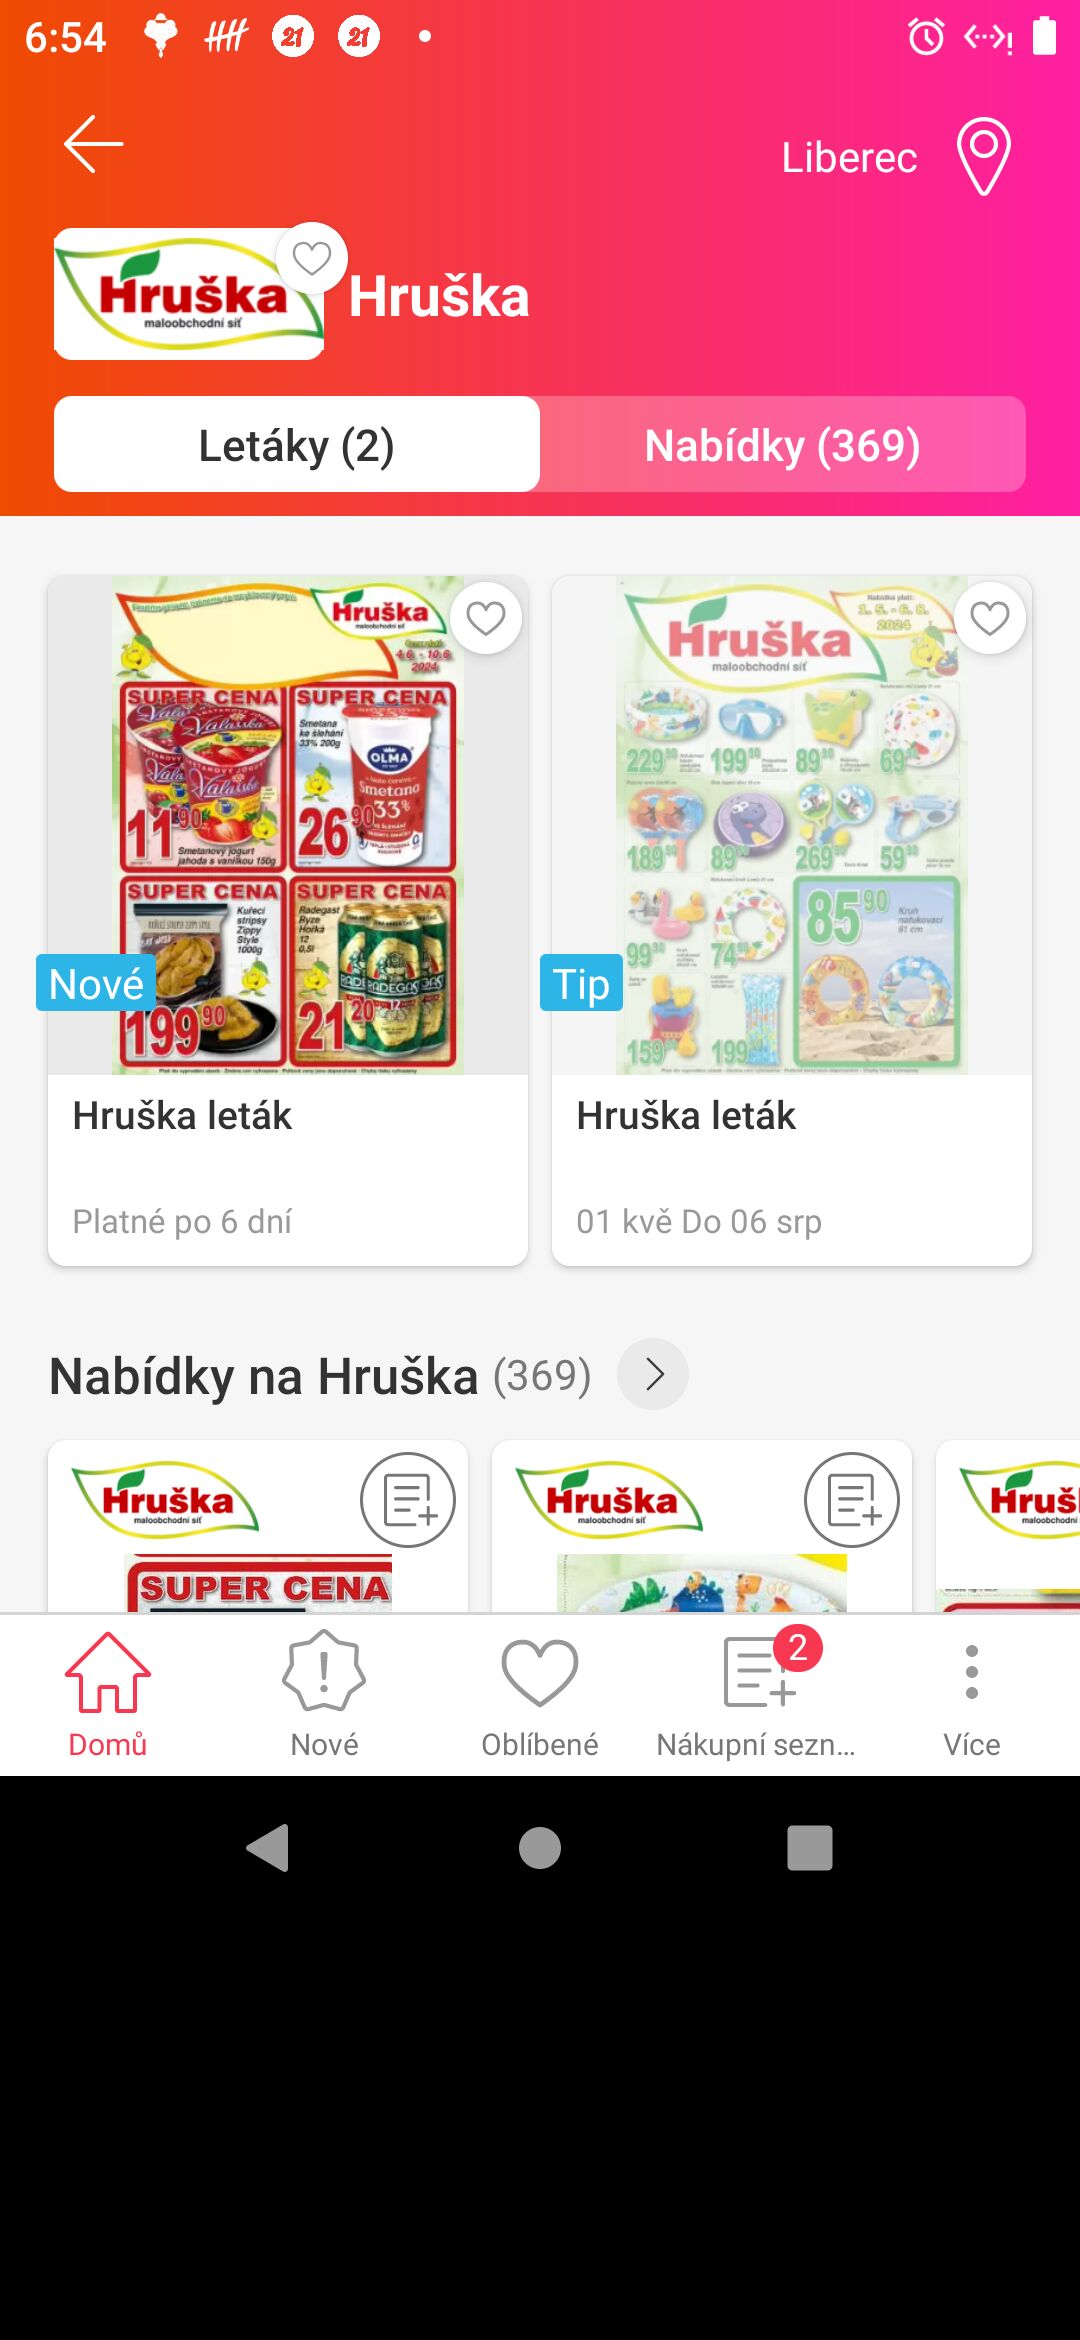 6:54
Liberec
Hruška
maloobchodní síť
Hruška
Letáky (2)
Nabídky (369)
Hruška
maloobchodní síť
4.6. - 10.6.
2024
SUPER CENA
SUPER CENA
Smetana
ke šlehání
33% 200g
OLMA
Smetana
33%
Valašsko
11 90
Smetanový jogurt
jahoda s vanilkou 150g
26 90
SUPER CENA
SUPER CENA
Kuřecí
stripsy
Zippy
Style
1000g
Radegast
Ryze
Hořká
12
0,5l
199 90
21 20
Nové
Hruška
maloobchodní síť
Nabídka platí:
1. 5. - 6. 8.
2024
229 90
199 90
89 90
69 90
189 90
89 90
269 90
59 90
99 90
74 90
85 90
Kruh
nafukovací
61 cm
159 90
199 90
Tip
Hruška leták
Platné po 6 dní
Hruška leták
01 kvě Do 06 srp
Nabídky na Hruška (369)
Hruška
maloobchodní síť
SUPER CENA
Hruška
maloobchodní síť
Domů
Nové
Oblíbené
2
Nákupní sezn...
Více